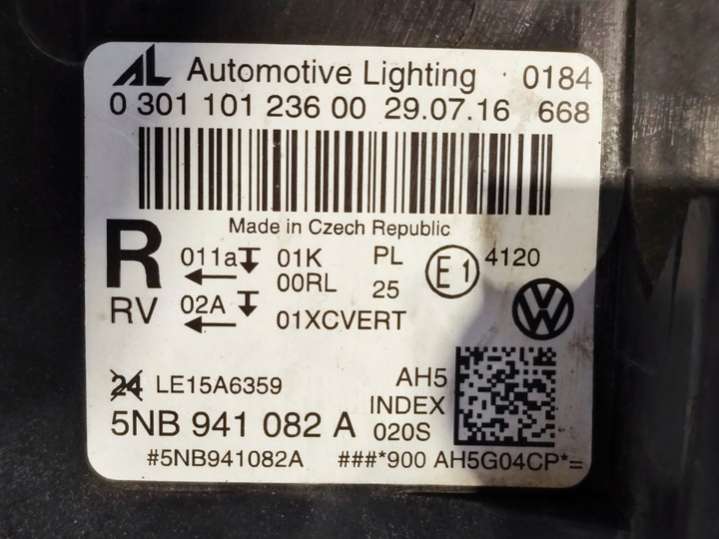 AL Automotive Lighting 0184
0 301 101 236 00 29.07.16 668
Made in Czech Republic
R 011a 01K PL E1 4120
00RL 25
RV 02A 01XCVERT
24 LE15A6359 AH5
5NB 941 082 A INDEX 020S
#5NB941082A ###*900 AH5G04CP*=